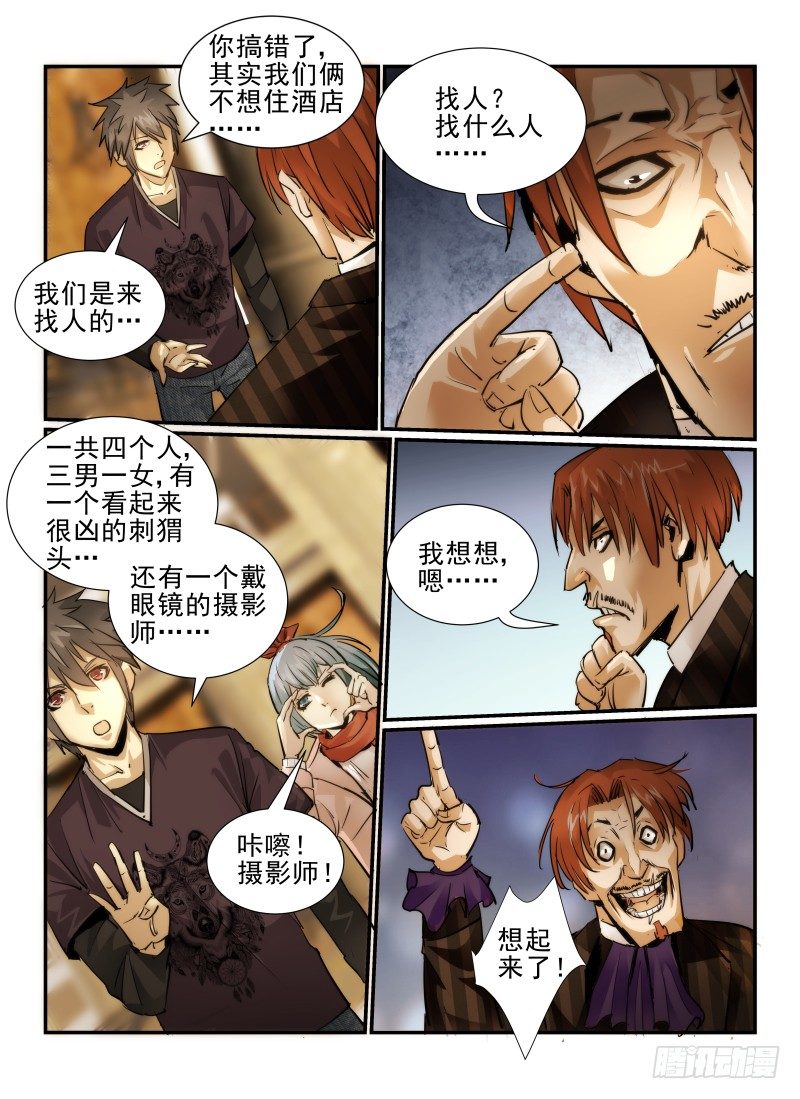 你搞错了,
其实我们俩
不想住酒店
……
我们是来
找人的…
找人?
找什么人
……
一共四个人,
三男一女,有
一个看起来
很凶的刺猬
头…
还有一个戴
眼镜的摄影
师……
我想想,
嗯……
咔嚓!
摄影师!
想起
来了!
腾讯动漫